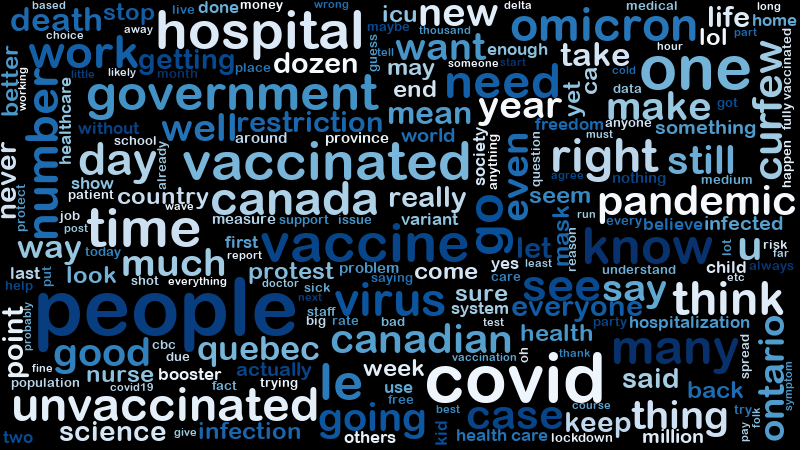 based
live
done
money
wrong
delta
medical
long
death
stop
choice
away
hospital
icu
new
maybe
thousand
omicron
life
lol
home
part
better
working
work
getting
place
dozen
guess
tell
want
enough
someone
start
take
hour
little
likely
month
may
end
need
yet
ca
cold
data
one
curfew
fully
vaccinated
happen
number
healthcare
government
mean
year
make
got
without
well
restriction
around
province
world
society
anything
freedom
anyone
something
must
never
protect
school
already
day
vaccinated
even
question
right
still
agree
nothing
medium
show
patient
country
canada
really
seem
pandemic
job
post
wave
measure
support
issue
variant
go
mask
run
every
believe
infected
time
way
today
first
report
vaccine
let
reason
know
lot
u
risk
far
last
put
look
much
shot
everything
protest
problem
saying
come
yes
least
care
understand
child
etc
always
help
doctor
sick
next
people
virus
sure
system
see
say
everyone
think
point
probably
staff
big
rate
bad
test
party
hospitalization
good
cbc
due
quebec
canadian
health
many
spread
ontario
symptom
fine
nurse
booster
actually
week
vaccination
oh
thank
population
covid19
fact
trying
le
use
free
covid
said
back
unvaccinated
going
best
case
course
keep
thing
try
folk
pay
two
science
give
infection
others
kid
health care
lockdown
million